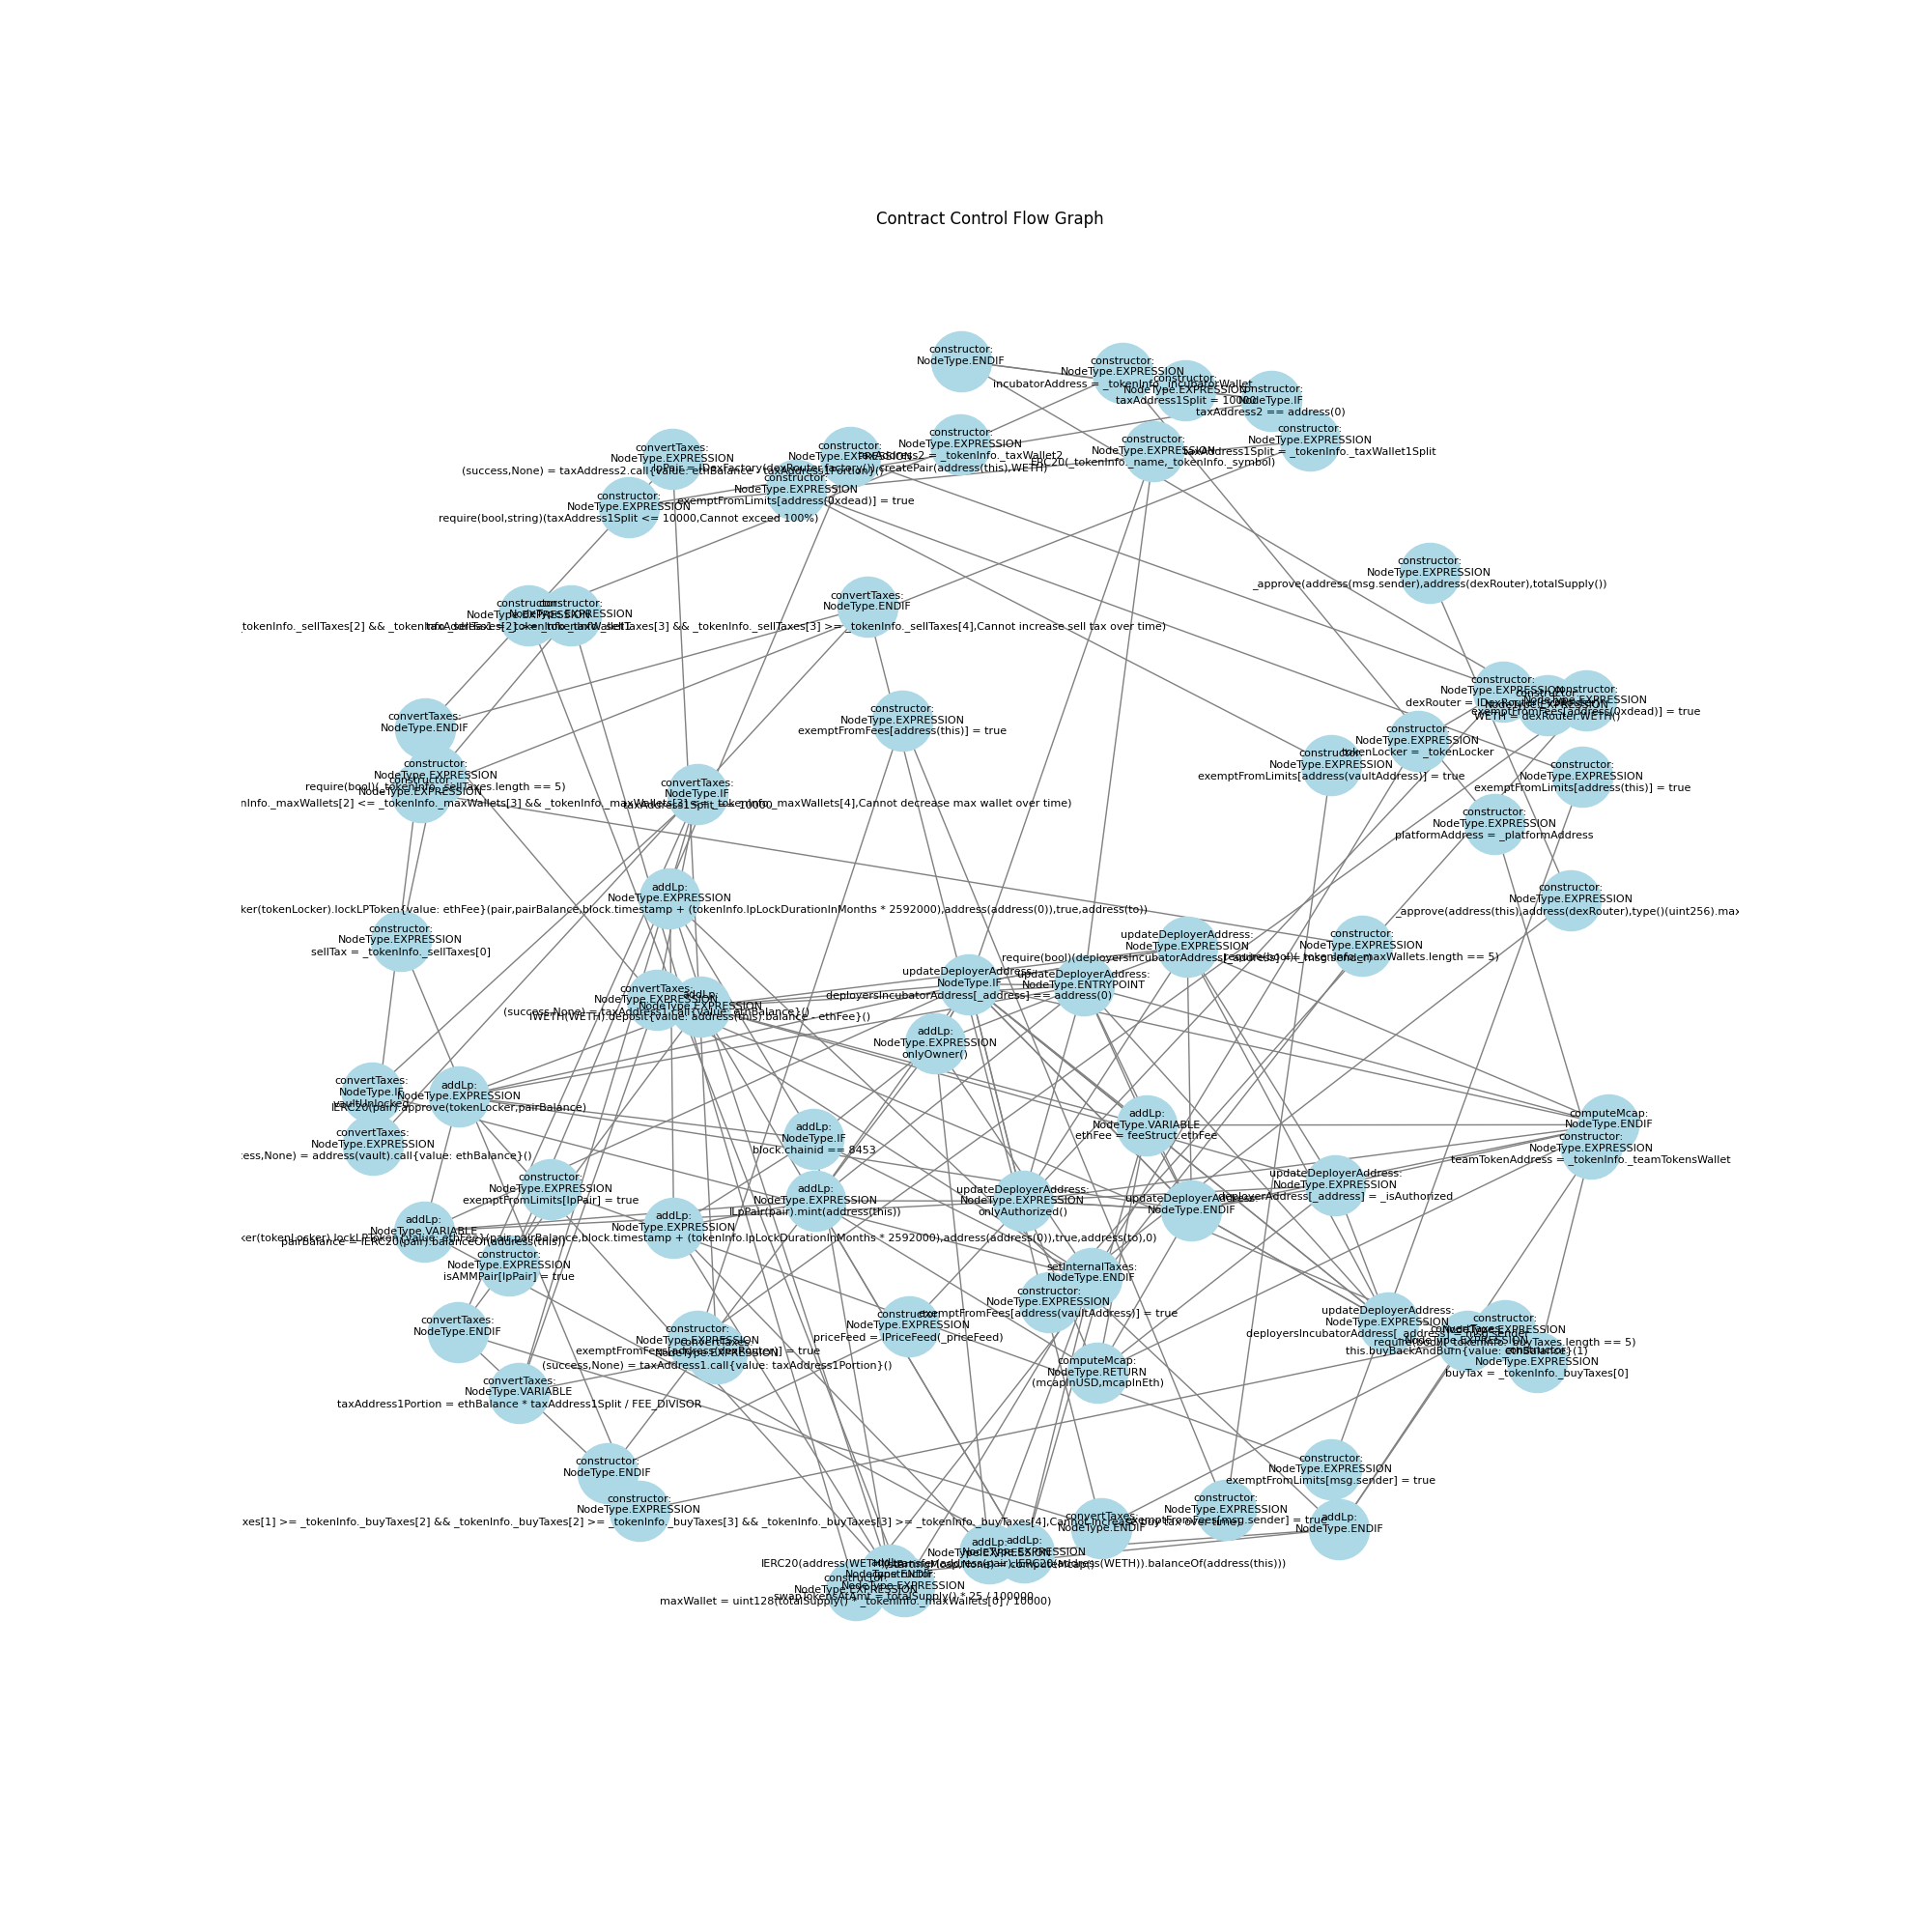 Contract Control Flow Graph
constructor:
NodeType.ENDIF
constructor:
NodeType.EXPRESSION
incubatorAddress = _tokenInfo._incubatorWallet
constructor:
NodeType.EXPRESSION
taxAddress1Split = 10000
constructor:
NodeType.IF
taxAddress2 == address(0)
constructor:
NodeType.EXPRESSION
taxAddress1Split = _tokenInfo._taxWallet1Split
constructor:
NodeType.EXPRESSION
ERC20(_tokenInfo._name,_tokenInfo._symbol)
constructor:
NodeType.EXPRESSION
taxAddress2 = _tokenInfo._taxWallet2
constructor:
NodeType.EXPRESSION
lpPair = IDexFactory(dexRouter.factory()).createPair(address(this),WETH)
convertTaxes:
NodeType.EXPRESSION
(success,None) = taxAddress2.call{value: ethBalance - taxAddress1Portion}()
constructor:
NodeType.EXPRESSION
exemptFromLimits[address(0xdead)] = true
constructor:
NodeType.EXPRESSION
require(bool,string)(taxAddress1Split <= 10000,Cannot exceed 100%)
constructor:
NodeType.EXPRESSION
_approve(address(msg.sender),address(dexRouter),totalSupply())
constructor:
NodeType.EXPRESSION
constructor:
NodeType.EXPRESSION
_tokenInfo._sellTaxes[3] >= _tokenInfo._sellTaxes[4],Cannot increase sell tax over time)
convertTaxes:
NodeType.ENDIF
constructor:
NodeType.EXPRESSION
dexRouter =
constructor:
NodeType.EXPRESSION
WETH = dexRouter.WETH()
constructor:
NodeType.EXPRESSION
exemptFromFees[address(0xdead)] = true
convertTaxes:
NodeType.ENDIF
constructor:
NodeType.EXPRESSION
exemptFromFees[address(this)] = true
constructor:
NodeType.EXPRESSION
tokenLocker = _tokenLocker
constructor:
NodeType.EXPRESSION
exemptFromLimits[address(vaultAddress)] = true
constructor:
NodeType.EXPRESSION
exemptFromLimits[address(this)] = true
constructor:
NodeType.EXPRESSION
require(bool)(_tokenInfo._sellTaxes.length == 5)
constructor:
NodeType.EXPRESSION
_maxWallets[2] <= _tokenInfo._maxWallets[3] && _tokenInfo._maxWallets[3] <= _tokenInfo._maxWallets[4],Cannot decrease max wallet over time)
convertTaxes:
NodeType.IF
taxAddress1Split == 10000
constructor:
NodeType.EXPRESSION
platformAddress = _platformAddress
addLp:
NodeType.EXPRESSION
(tokenLocker).lockLPToken{value: ethFee}(pair,pairBalance,block.timestamp + (tokenInfo.lpLockDurationInMonths * 2592000),address(address(0)),true,address(to))
constructor:
NodeType.EXPRESSION
_approve(address(this),address(dexRouter),type()(uint256).max
constructor:
NodeType.EXPRESSION
sellTax = _tokenInfo._sellTaxes[0]
updateDeployerAddress:
NodeType.EXPRESSION
require(bool)(deployersIncubatorAddress[_address] == msg.sender)
constructor:
NodeType.EXPRESSION
require(bool)(_tokenInfo._maxWallets.length == 5)
updateDeployerAddress:
NodeType.IF
deployersIncubatorAddress[_address] == address(0)
updateDeployerAddress:
NodeType.ENTRYPOINT
convertTaxes:
NodeType.EXPRESSION
(success,None) = taxAddress1.call{value: ethBalance}()
addLp:
NodeType.EXPRESSION
IWETH(WETH).deposit{value: address(this).balance - ethFee}()
addLp:
NodeType.EXPRESSION
onlyOwner()
convertTaxes:
NodeType.IF
vaultUnlocked
addLp:
NodeType.EXPRESSION
IERC20(pair).approve(tokenLocker,pairBalance)
convertTaxes:
NodeType.EXPRESSION
(success,None) = address(vault).call{value: ethBalance}()
addLp:
NodeType.IF
block.chainid == 8453
addLp:
NodeType.VARIABLE
ethFee = feeStruct.ethFee
computeMcap:
NodeType.ENDIF
constructor:
NodeType.EXPRESSION
teamTokenAddress = _tokenInfo._teamTokensWallet
constructor:
NodeType.EXPRESSION
exemptFromLimits[lpPair] = true
addLp:
NodeType.EXPRESSION
ILpPair(pair).mint(address(this))
updateDeployerAddress:
NodeType.EXPRESSION
onlyAuthorized()
updateDeployerAddress:
NodeType.ENDIF
updateDeployerAddress:
NodeType.EXPRESSION
deployerAddress[_address] = _isAuthorized
addLp:
NodeType.VARIABLE
pairBalance = IERC20(pair).balanceOf(address(this))
addLp:
NodeType.EXPRESSION
(tokenLocker).lockLPToken{value: ethFee}(pair,pairBalance,block.timestamp + (tokenInfo.lpLockDurationInMonths * 2592000),address(address(0)),true,address(to),0)
constructor:
NodeType.EXPRESSION
isAMMPair[lpPair] = true
setInternalTaxes:
NodeType.ENDIF
constructor:
NodeType.EXPRESSION
exemptFromFees[address(vaultAddress)] = true
convertTaxes:
NodeType.ENDIF
constructor:
NodeType.EXPRESSION
exemptFromFees[address(dexRouter)] = true
convertTaxes:
NodeType.EXPRESSION
(success,None) = taxAddress1.call{value: taxAddress1Portion}()
constructor:
NodeType.EXPRESSION
priceFeed = IPriceFeed(_priceFeed)
updateDeployerAddress:
NodeType.EXPRESSION
deployersIncubatorAddress[_address] = msg.sender
constructor:
NodeType.EXPRESSION
require(bool)(_tokenInfo._buyTaxes.length == 5)
convertTaxes:
NodeType.EXPRESSION
this.buyBackAndBurn{value: ethBalance}(1)
constructor:
NodeType.EXPRESSION
buyTax = _tokenInfo._buyTaxes[0]
computeMcap:
NodeType.RETURN
(mcapInUSD,mcapInEth)
convertTaxes:
NodeType.VARIABLE
taxAddress1Portion = ethBalance * taxAddress1Split / FEE_DIVISOR
constructor:
NodeType.ENDIF
constructor:
NodeType.EXPRESSION
exemptFromLimits[msg.sender] = true
constructor:
NodeType.EXPRESSION
xes[1] >= _tokenInfo._buyTaxes[2] && _tokenInfo._buyTaxes[2] >= _tokenInfo._buyTaxes[3] && _tokenInfo._buyTaxes[3] >= _tokenInfo._buyTaxes[4],Cannot increase buy tax over time)
constructor:
NodeType.EXPRESSION
exemptFromFees[msg.sender] = true
convertTaxes:
NodeType.ENDIF
addLp:
NodeType.ENDIF
addLp:
NodeType.EXPRESSION
IERC20(address(WETH)).transfer(address(pair),IERC20(address(WETH)).balanceOf(address(this)))
addLp:
NodeType.EXPRESSION
(startingMcap,None) = computeMcap()
addLp:
NodeType.ENDIF
constructor:
NodeType.EXPRESSION
swapTokensAtAmt = totalSupply() * 25 / 100000
constructor:
NodeType.EXPRESSION
maxWallet = uint128(totalSupply() * _tokenInfo._maxWallets[0] / 10000)